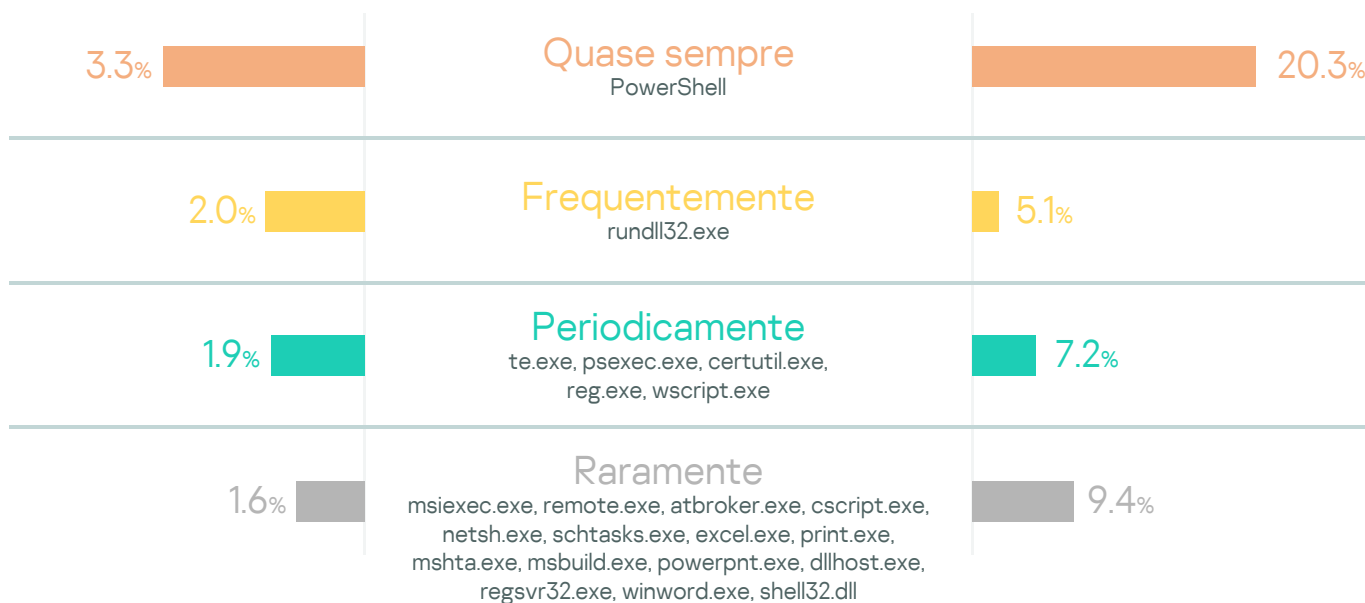 3.3%
Quase sempre
PowerShell
20.3%
2.0%
Frequentemente
rundll32.exe
5.1%
1.9%
Periodicamente
te.exe, psexec.exe, certutil.exe,
reg.exe, wscript.exe
7.2%
1.6%
Raramente
msiexec.exe, remote.exe, atbroker.exe, cscript.exe,
netsh.exe, schtasks.exe, excel.exe, print.exe,
mshta.exe, msbuild.exe, powerpnt.exe, dllhost.exe,
regsvr32.exe, winword.exe, shell32.dll
9.4%